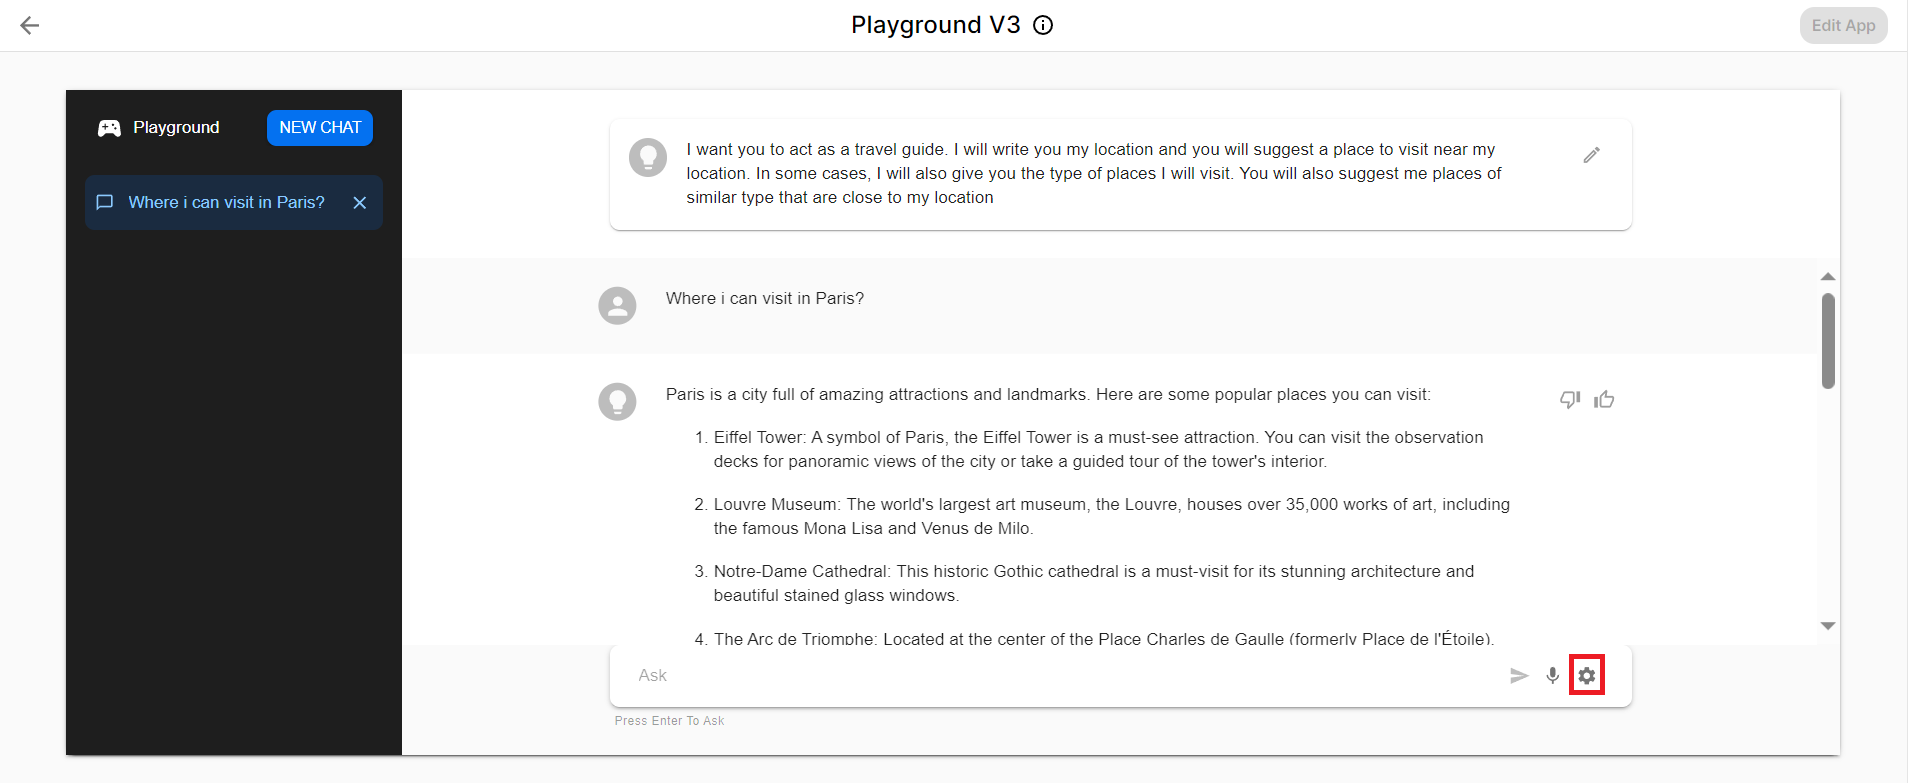 Playground V3
Edit App
Playground
NEW CHAT
Where i can visit in Paris?
I want you to act as a travel guide. I will write you my location and you will suggest a place to visit near my
location. In some cases, I will also give you the type of places I will visit. You will also suggest me places of
similar type that are close to my location
Where i can visit in Paris?
Paris is a city full of amazing attractions and landmarks. Here are some popular places you can visit:
1. Eiffel Tower: A symbol of Paris, the Eiffel Tower is a must-see attraction. You can visit the observation
decks for panoramic views of the city or take a guided tour of the tower's interior.
2. Louvre Museum: The world's largest art museum, the Louvre, houses over 35,000 works of art, including
the famous Mona Lisa and Venus de Milo.
3. Notre-Dame Cathedral: This historic Gothic cathedral is a must-visit for its stunning architecture and
beautiful stained glass windows.
4. The Arc de Triomphe: Located at the center of the Place Charles de Gaulle (formerly Place de l'Étoile),
Ask
Press Enter To Ask